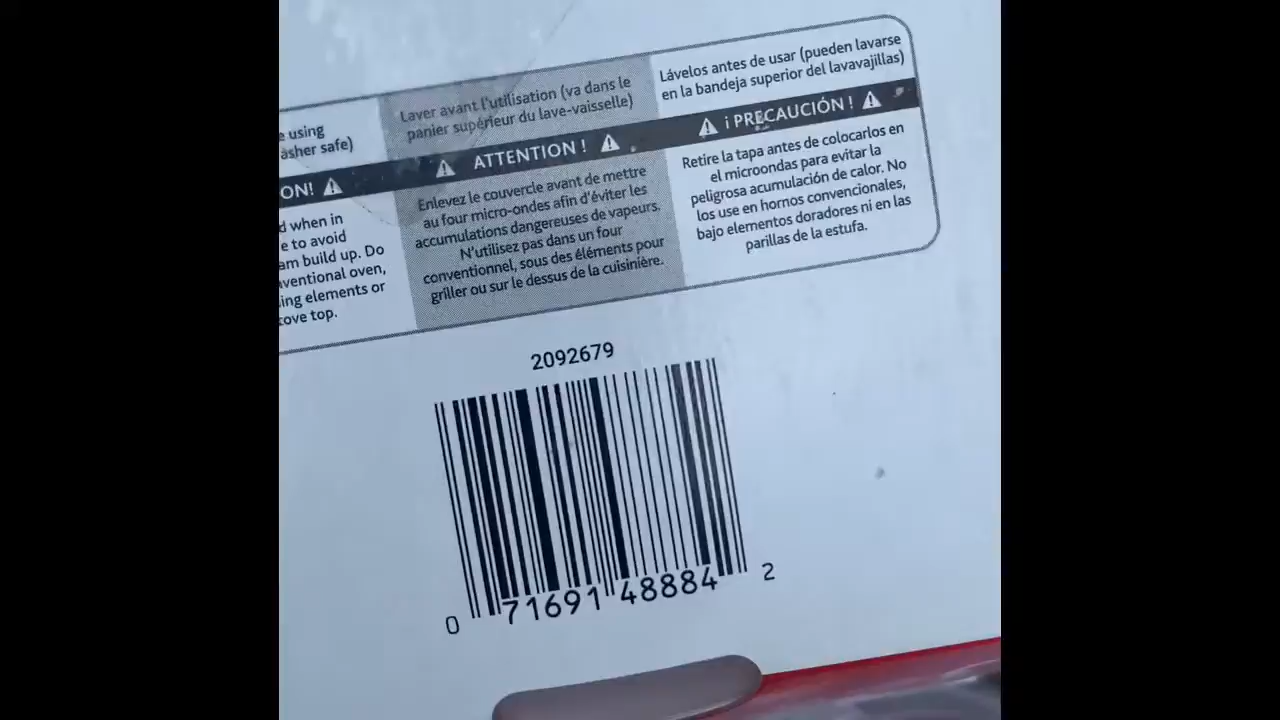 e using
asher safe)
ON!
d when in
e to avoid
am build up. Do
ventional oven,
ing elements or
tove top.
Laver avant l'utilisation (va dans le
panier supérieur du lave-vaisselle)
ATTENTION !
Enlevez le couvercle avant de mettre
au four micro-ondes afin d'éviter les
accumulations dangereuses de vapeurs.
N'utilisez pas dans un four
conventionnel, sous des éléments pour
griller ou sur le dessus de la cuisinière.
Lávelos antes de usar (pueden lavarse
en la bandeja superior del lavavajillas)
¡ PRECAUCIÓN !
Retire la tapa antes de colocarlos en
el microondas para evitar la
peligrosa acumulación de calor. No
los use en hornos convencionales,
bajo elementos doradores ni en las
parillas de la estufa.
2092679
0 71691 48884 2